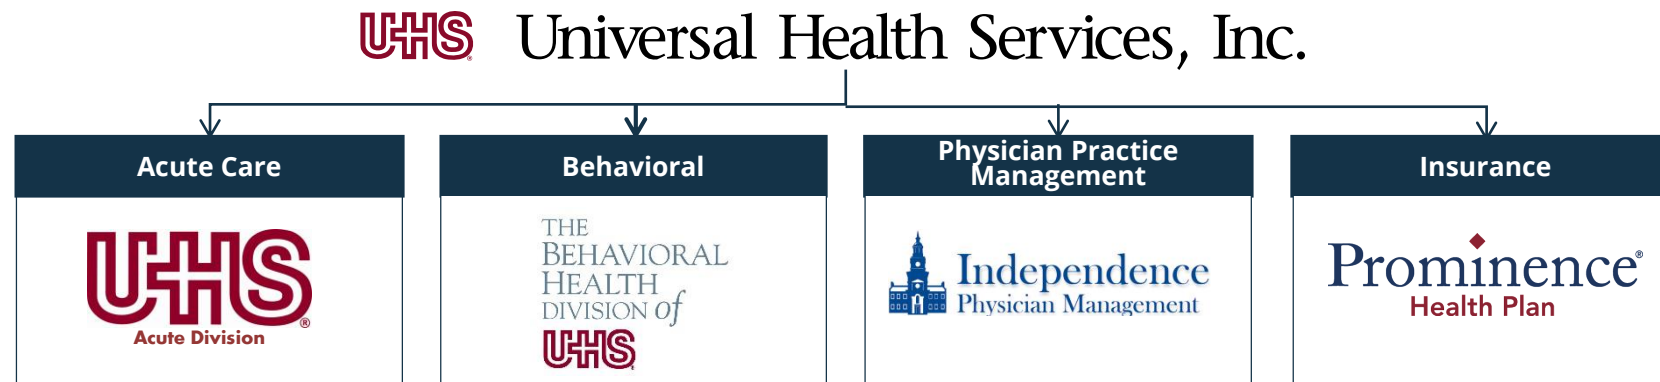 UHS Universal Health Services, Inc.
Acute Care
UHS®
Acute Division
Behavioral
THE
BEHAVIORAL
HEALTH
DIVISION of
UHS
Physician Practice
Management
Independence
Physician Management
Insurance
Prominence®
Health Plan